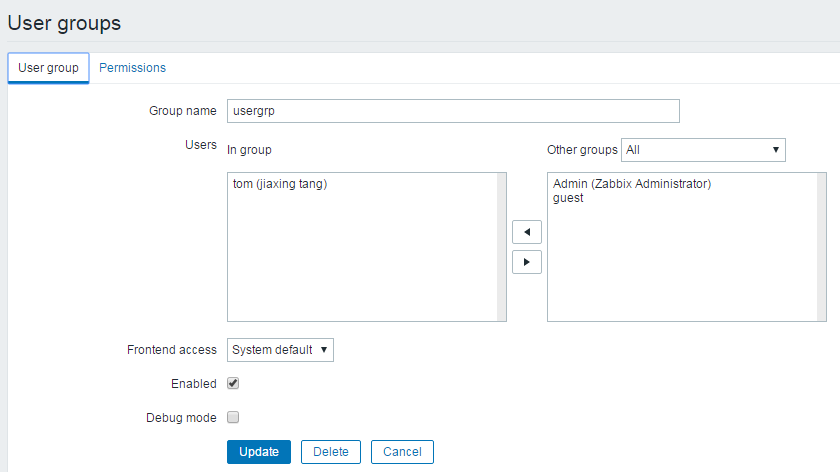 User groups
User group Permissions
Group name usergrp
Users In group Other groups All
tom (jiaxing tang) Admin (Zabbix Administrator)
guest
Frontend access System default
Enabled
Debug mode
Update Delete Cancel